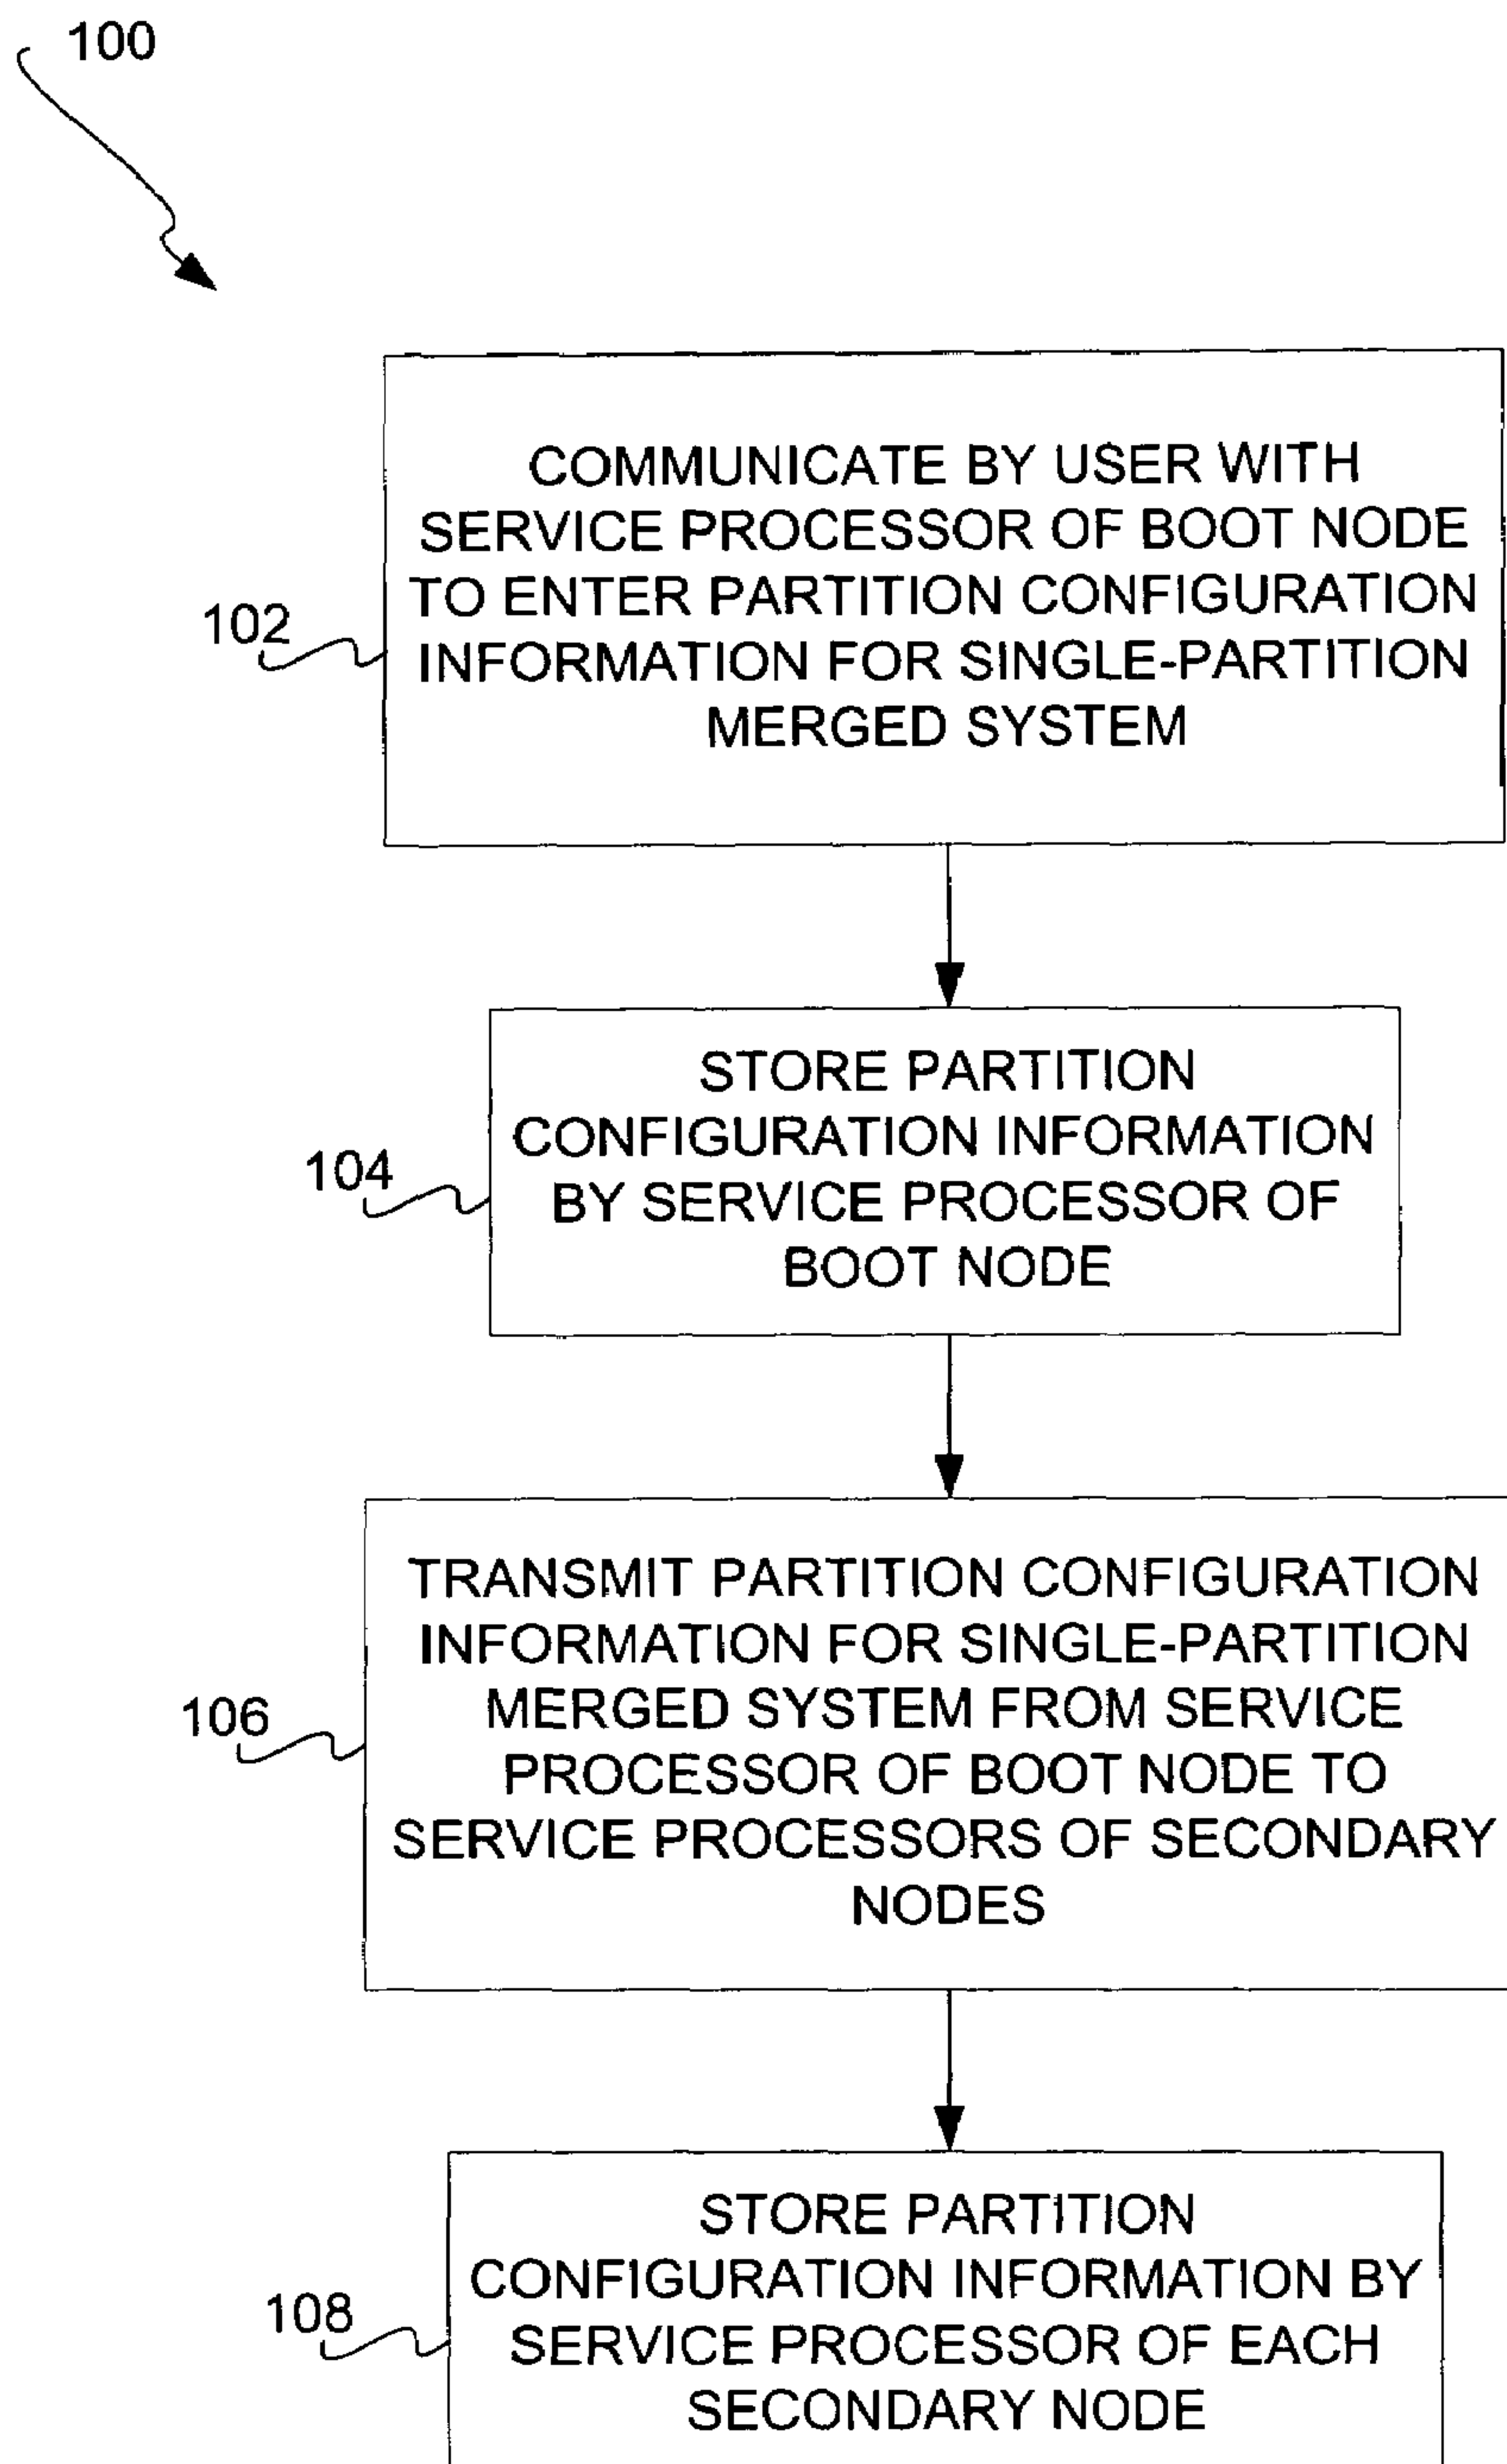 100
COMMUNICATE BY USER WITH
SERVICE PROCESSOR OF BOOT NODE
TO ENTER PARTITION CONFIGURATION
INFORMATION FOR SINGLE-PARTITION
MERGED SYSTEM
102
STORE PARTITION
CONFIGURATION INFORMATION
BY SERVICE PROCESSOR OF
BOOT NODE
104
TRANSMIT PARTITION CONFIGURATION
INFORMATION FOR SINGLE-PARTITION
MERGED SYSTEM FROM SERVICE
PROCESSOR OF BOOT NODE TO
SERVICE PROCESSORS OF SECONDARY
NODES
106
STORE PARTITION
CONFIGURATION INFORMATION BY
SERVICE PROCESSOR OF EACH
SECONDARY NODE
108